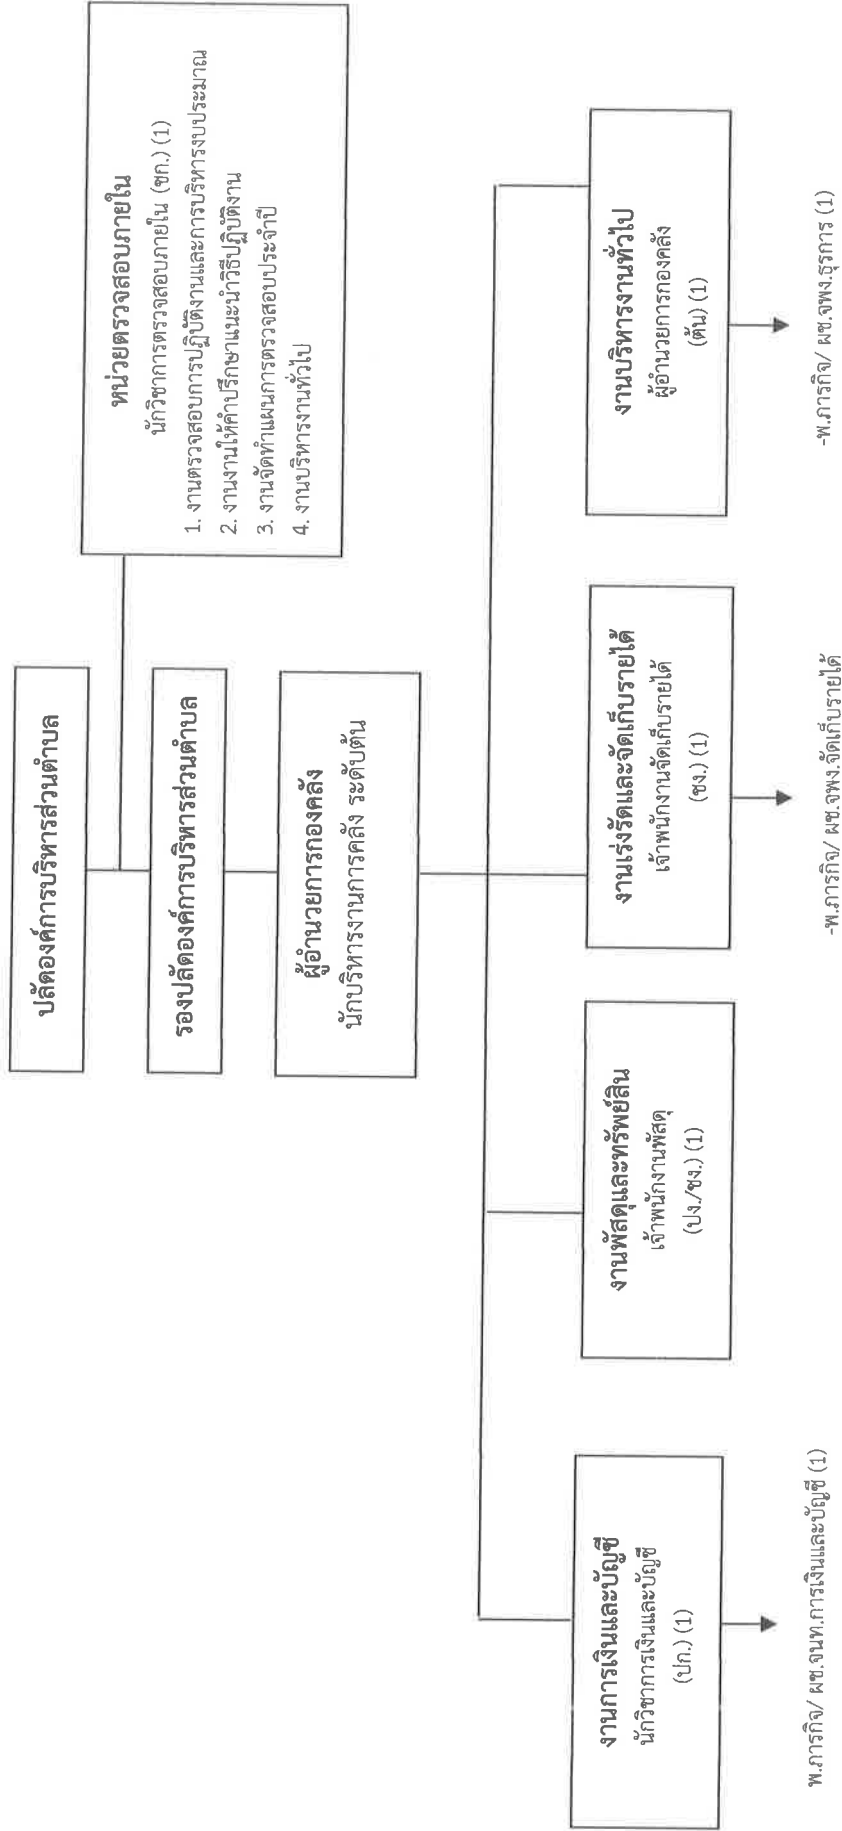 ปลัดองค์การบริหารส่วนตำบล
หน่วยตรวจสอบภายใน
นักวิชาการตรวจสอบภายใน (ชก.) (1)
1. งานตรวจสอบการปฏิบัติงานและการบริหารงบประมาณ
2. งานงานให้คำปรึกษาแนะนำวิธีปฏิบัติงาน
3. งานจัดทำแผนการตรวจสอบประจำปี
4. งานบริหารงานทั่วไป
รองปลัดองค์การบริหารส่วนตำบล
ผู้อำนวยการกองคลัง
นักบริหารงานการคลัง ระดับต้น
งานการเงินและบัญชี
นักวิชาการเงินและบัญชี
(ปก.) (1)
พ.ภารกิจ/ ผช.จนท.การเงินและบัญชี (1)
งานพัสดุและทรัพย์สิน
เจ้าพนักงานพัสดุ
(ปง./ชง.) (1)
งานเร่งรัดและจัดเก็บรายได้
เจ้าพนักงานจัดเก็บรายได้
(ชง.) (1)
-พ.ภารกิจ/ ผช.จพง.จัดเก็บรายได้
งานบริหารงานทั่วไป
ผู้อำนวยการกองคลัง
(ต้น) (1)
-พ.ภารกิจ/ ผช.จพง.ธุรการ (1)